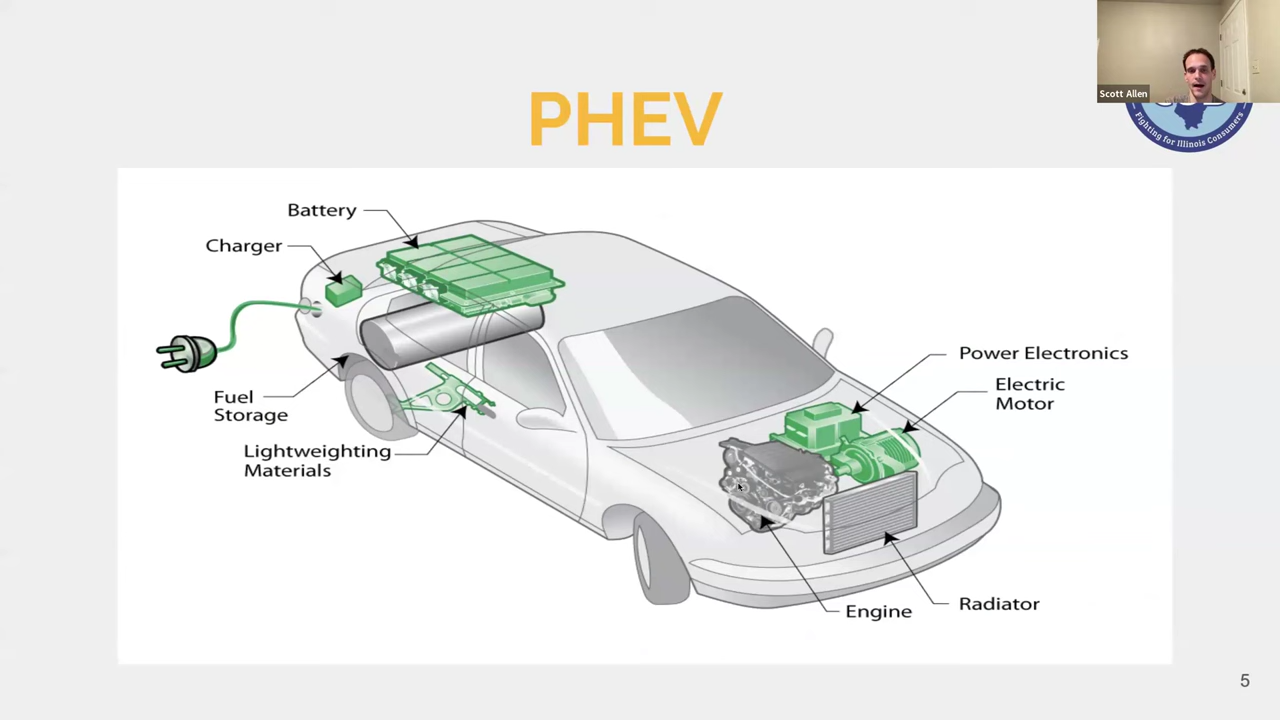 Scott Allen
PHEV
Fighting for Illinois Consumers
Battery
Charger
Fuel
Storage
Lightweighting
Materials
Power Electronics
Electric
Motor
Engine
Radiator
5